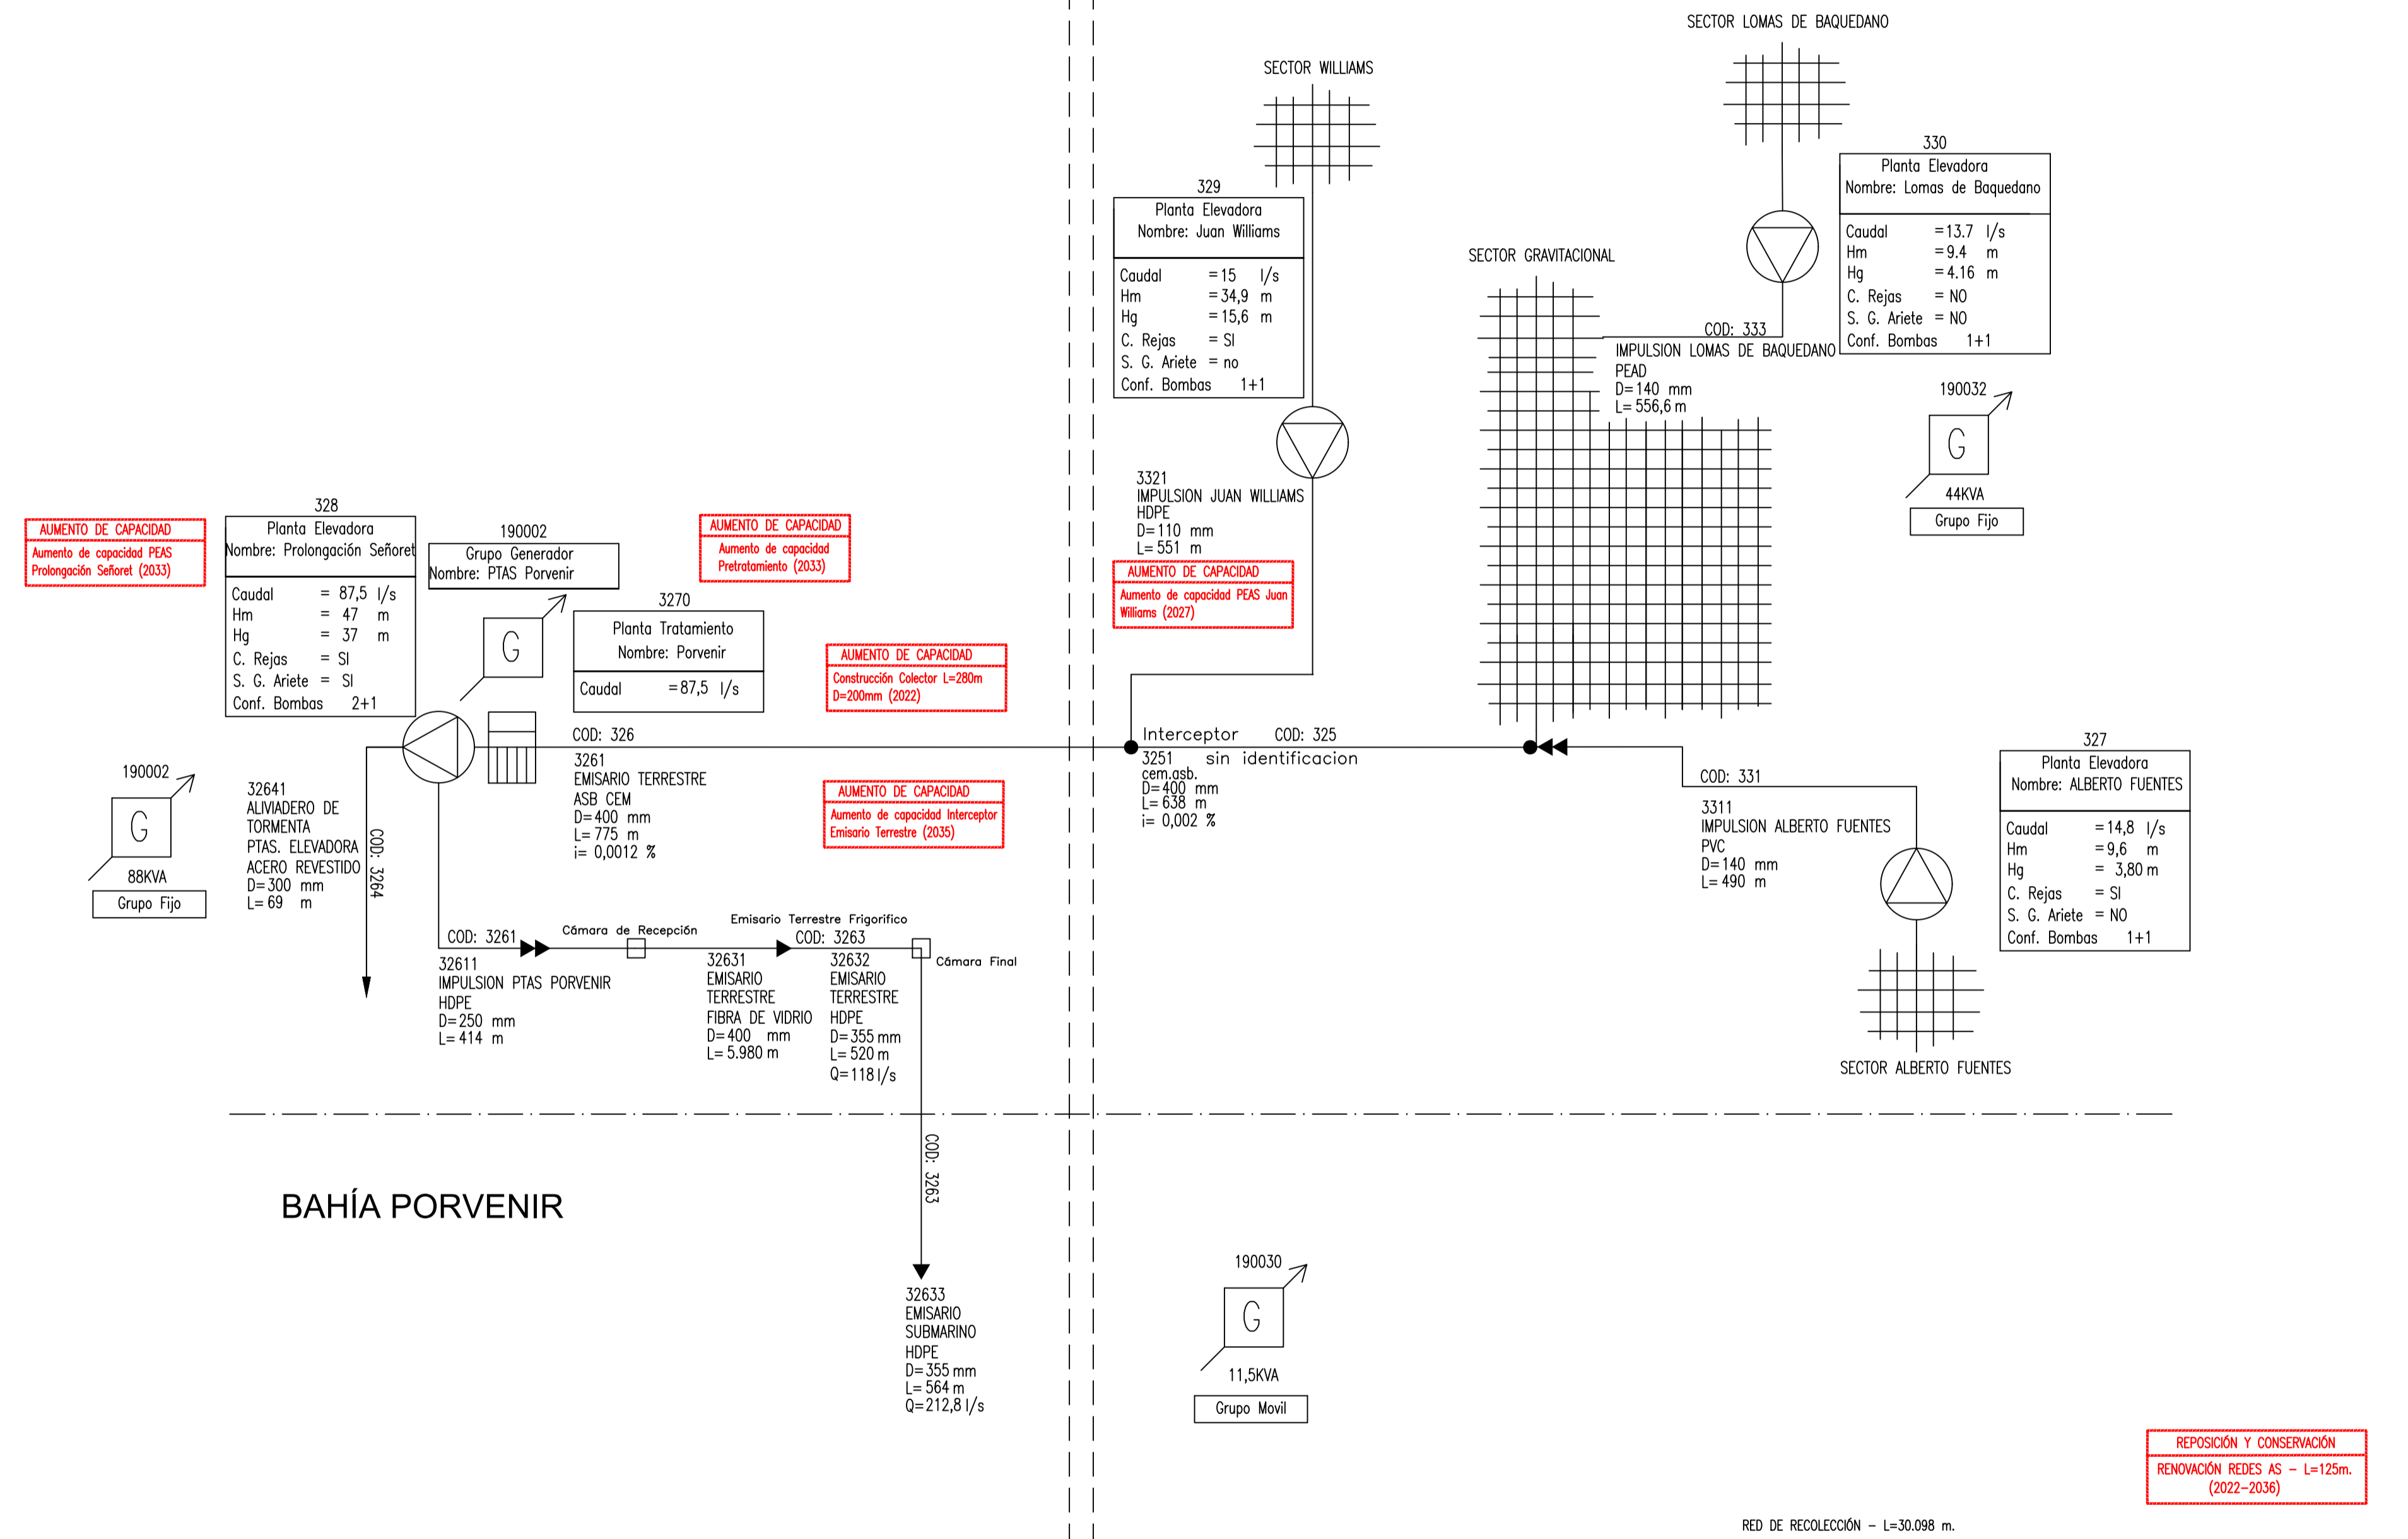 SECTOR LOMAS DE BAQUEDANO
SECTOR WILLIAMS
330
Planta Elevadora
Nombre: Lomas de Baquedano
Caudal =13.7 l/s
Hm =9.4 m
Hg =4.16 m
C. Rejas = NO
S. G. Ariete = NO
Conf. Bombas 1+1
329
Planta Elevadora
Nombre: Juan Williams
Caudal =15 l/s
Hm =34,9 m
Hg =15,6 m
C. Rejas = SI
S. G. Ariete = no
Conf. Bombas 1+1
SECTOR GRAVITACIONAL
COD: 333
IMPULSION LOMAS DE BAQUEDANO
PEAD
D=140 mm
L= 556,6 m
190032
G
44KVA
Grupo Fijo
3321
IMPULSION JUAN WILLIAMS
HDPE
D=110 mm
L= 551 m
AUMENTO DE CAPACIDAD
Aumento de capacidad PEAS Juan
Williams (2027)
AUMENTO DE CAPACIDAD
Aumento de capacidad PEAS
Prolongación Señoret (2033)
328
Planta Elevadora
Nombre: Prolongación Señoret
Caudal = 87,5 l/s
Hm = 47 m
Hg = 37 m
C. Rejas = SI
S. G. Ariete = SI
Conf. Bombas 2+1
190002
Grupo Generador
Nombre: PTAS Porvenir
G
AUMENTO DE CAPACIDAD
Aumento de capacidad
Pretratamiento (2033)
3270
Planta Tratamiento
Nombre: Porvenir
Caudal =87,5 l/s
AUMENTO DE CAPACIDAD
Construcción Colector L=280m
D=200mm (2022)
COD: 326
3261
EMISARIO TERRESTRE
ASB CEM
D=400 mm
L= 775 m
i= 0,0012 %
AUMENTO DE CAPACIDAD
Aumento de capacidad Interceptor
Emisario Terrestre (2035)
Interceptor COD: 325
3251 sin identificacion
cem.asb.
D=400 mm
L= 638 m
i= 0,002 %
COD: 331
3311
IMPULSION ALBERTO FUENTES
PVC
D=140 mm
L= 490 m
327
Planta Elevadora
Nombre: ALBERTO FUENTES
Caudal =14,8 l/s
Hm =9,6 m
Hg = 3,80 m
C. Rejas = SI
S. G. Ariete = NO
Conf. Bombas 1+1
SECTOR ALBERTO FUENTES
190002
G
88KVA
Grupo Fijo
32641
ALIVIADERO DE
TORMENTA
PTAS. ELEVADORA
ACERO REVESTIDO
D=300 mm
L= 69 m
COD: 3264
COD: 3261
32611
IMPULSION PTAS PORVENIR
HDPE
D=250 mm
L= 414 m
Cámara de Recepción
Emisario Terrestre Frigorifico
COD: 3263
Cámara Final
32631
EMISARIO
TERRESTRE
FIBRA DE VIDRIO
D=400 mm
L= 5.980 m
32632
EMISARIO
TERRESTRE
HDPE
D=355 mm
L= 520 m
Q=118 l/s
COD: 3263
BAHÍA PORVENIR
32633
EMISARIO
SUBMARINO
HDPE
D=355 mm
L= 564 m
Q=212,8 l/s
190030
G
11,5KVA
Grupo Movil
REPOSICIÓN Y CONSERVACIÓN
RENOVACIÓN REDES AS – L=125m.
(2022–2036)
RED DE RECOLECCIÓN – L=30.098 m.